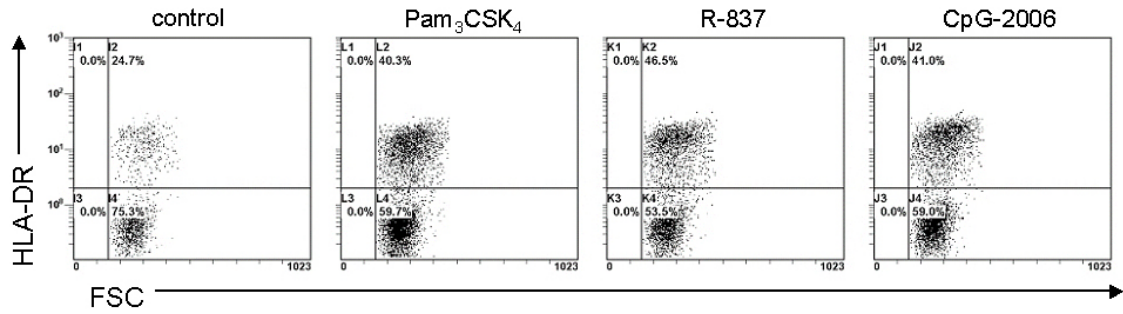 control Pam₃CSK₄ R-837 CpG-2006
HLA-DR
10³ 10² 10¹ 10⁰
I1 I2
0.0% 24.7%
I3 I4
0.0% 75.3%
0 1023
L1 L2
0.0% 40.3%
L3 L4
0.0% 59.7%
0 1023
K1 K2
0.0% 46.5%
K3 K4
0.0% 53.5%
0 1023
J1 J2
0.0% 41.0%
J3 J4
0.0% 59.0%
0 1023
FSC